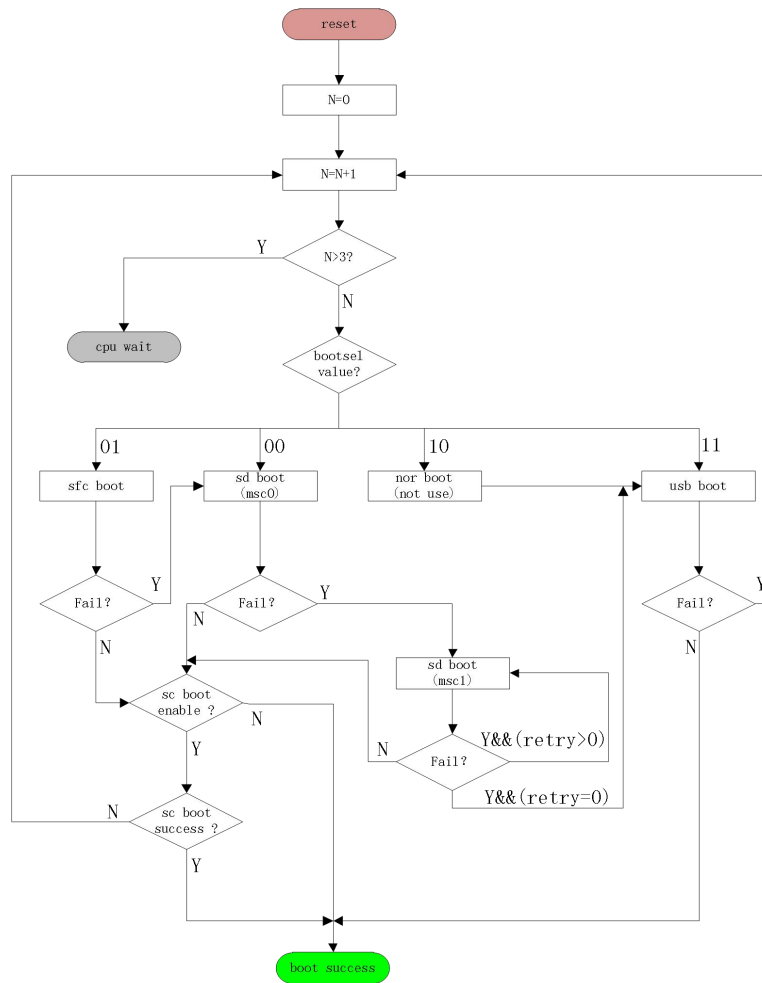 reset
N=0
N=N+1
N>3?
Y
N
cpu wait
bootsel
value?
01
00
10
11
sfc boot
sd boot
(msc0)
nor boot
(not use)
usb boot
Fail?
Y
N
Fail?
Y
N
Fail?
Y
N
sd boot
(msc1)
sc boot
enable ?
N
Y
Fail?
N
Y&&(retry>0)
Y&&(retry=0)
sc boot
success ?
N
Y
boot success